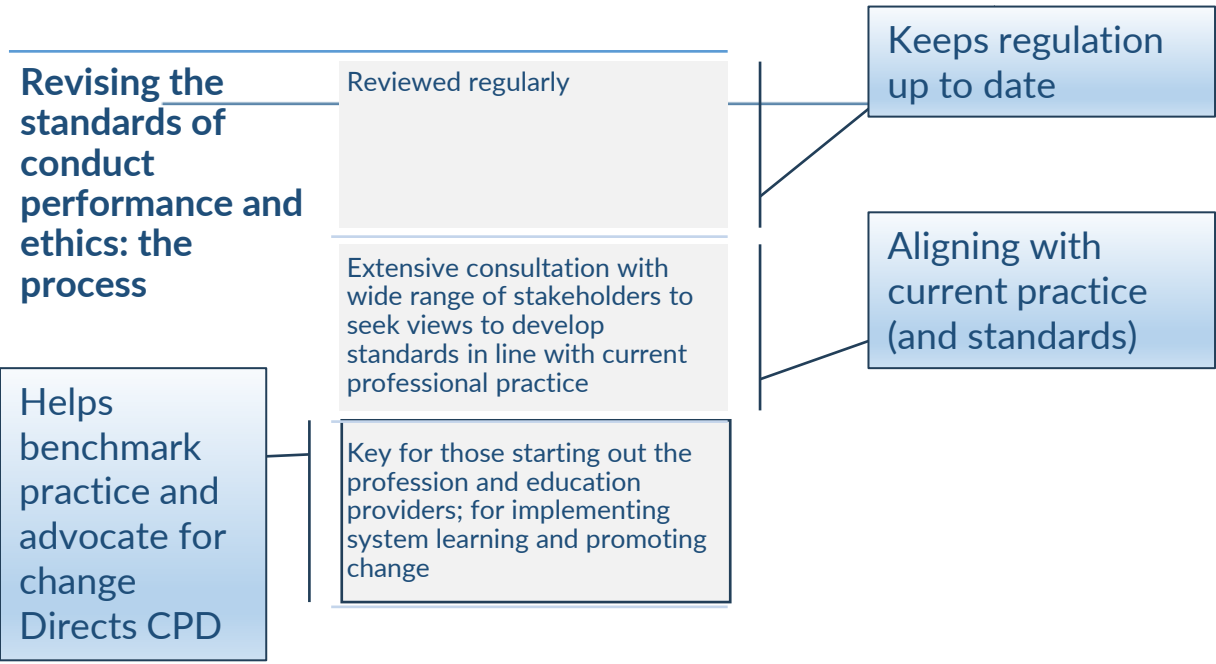 Revising the
standards of
conduct
performance and
ethics: the
process
Reviewed regularly
Keeps regulation
up to date
Extensive consultation with
wide range of stakeholders to
seek views to develop
standards in line with current
professional practice
Aligning with
current practice
(and standards)
Key for those starting out the
profession and education
providers; for implementing
system learning and promoting
change
Helps
benchmark
practice and
advocate for
change
Directs CPD